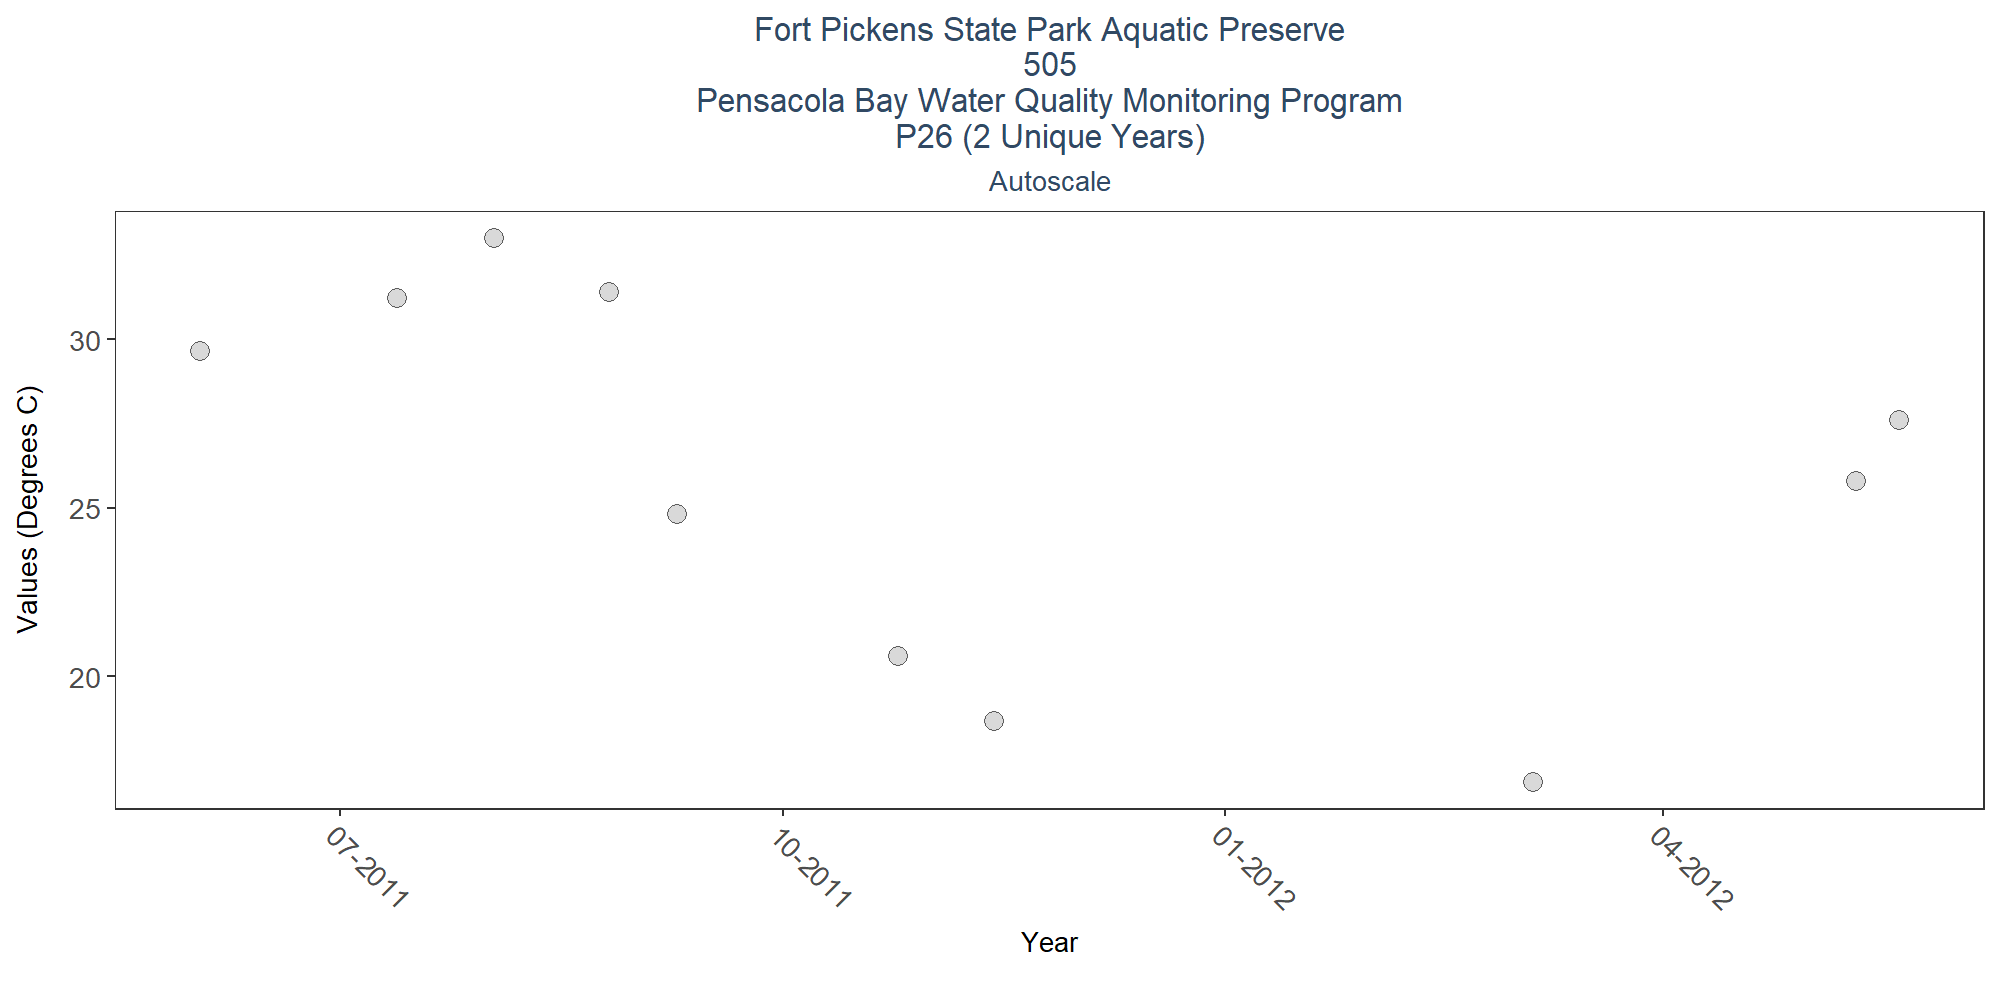 Fort Pickens State Park Aquatic Preserve
505
Pensacola Bay Water Quality Monitoring Program
P26 (2 Unique Years)
Autoscale
Values (Degrees C)
30
25
20
07-2011
10-2011
01-2012
04-2012
Year